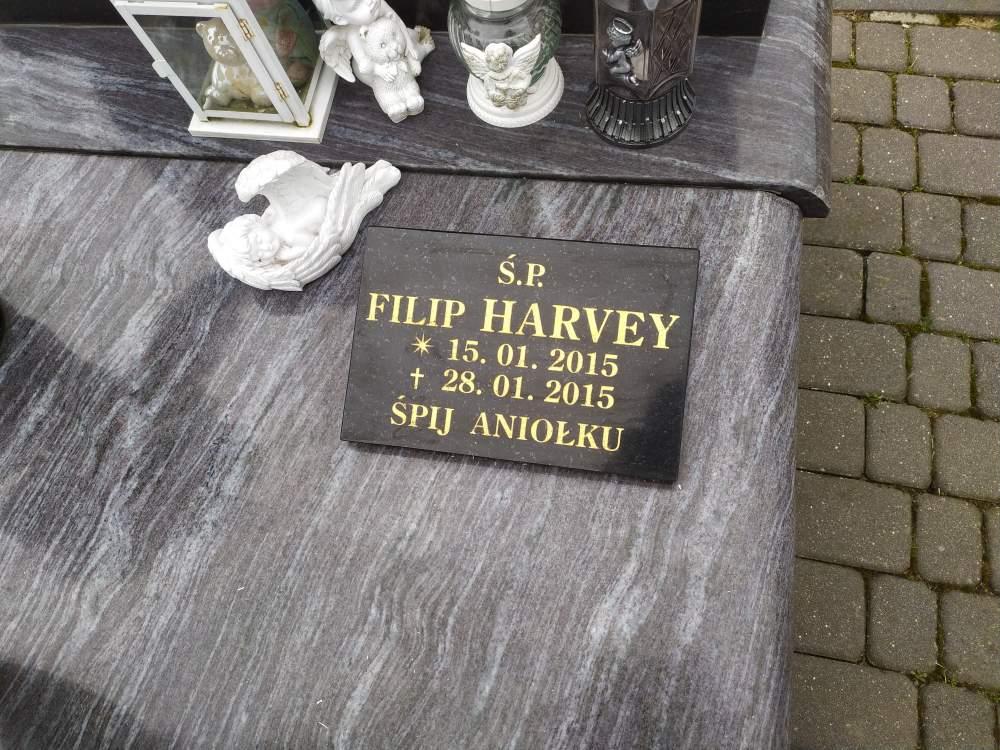 Ś.P.
FILIP HARVEY
✴ 15. 01. 2015
† 28. 01. 2015
ŚPIJ ANIOŁKU